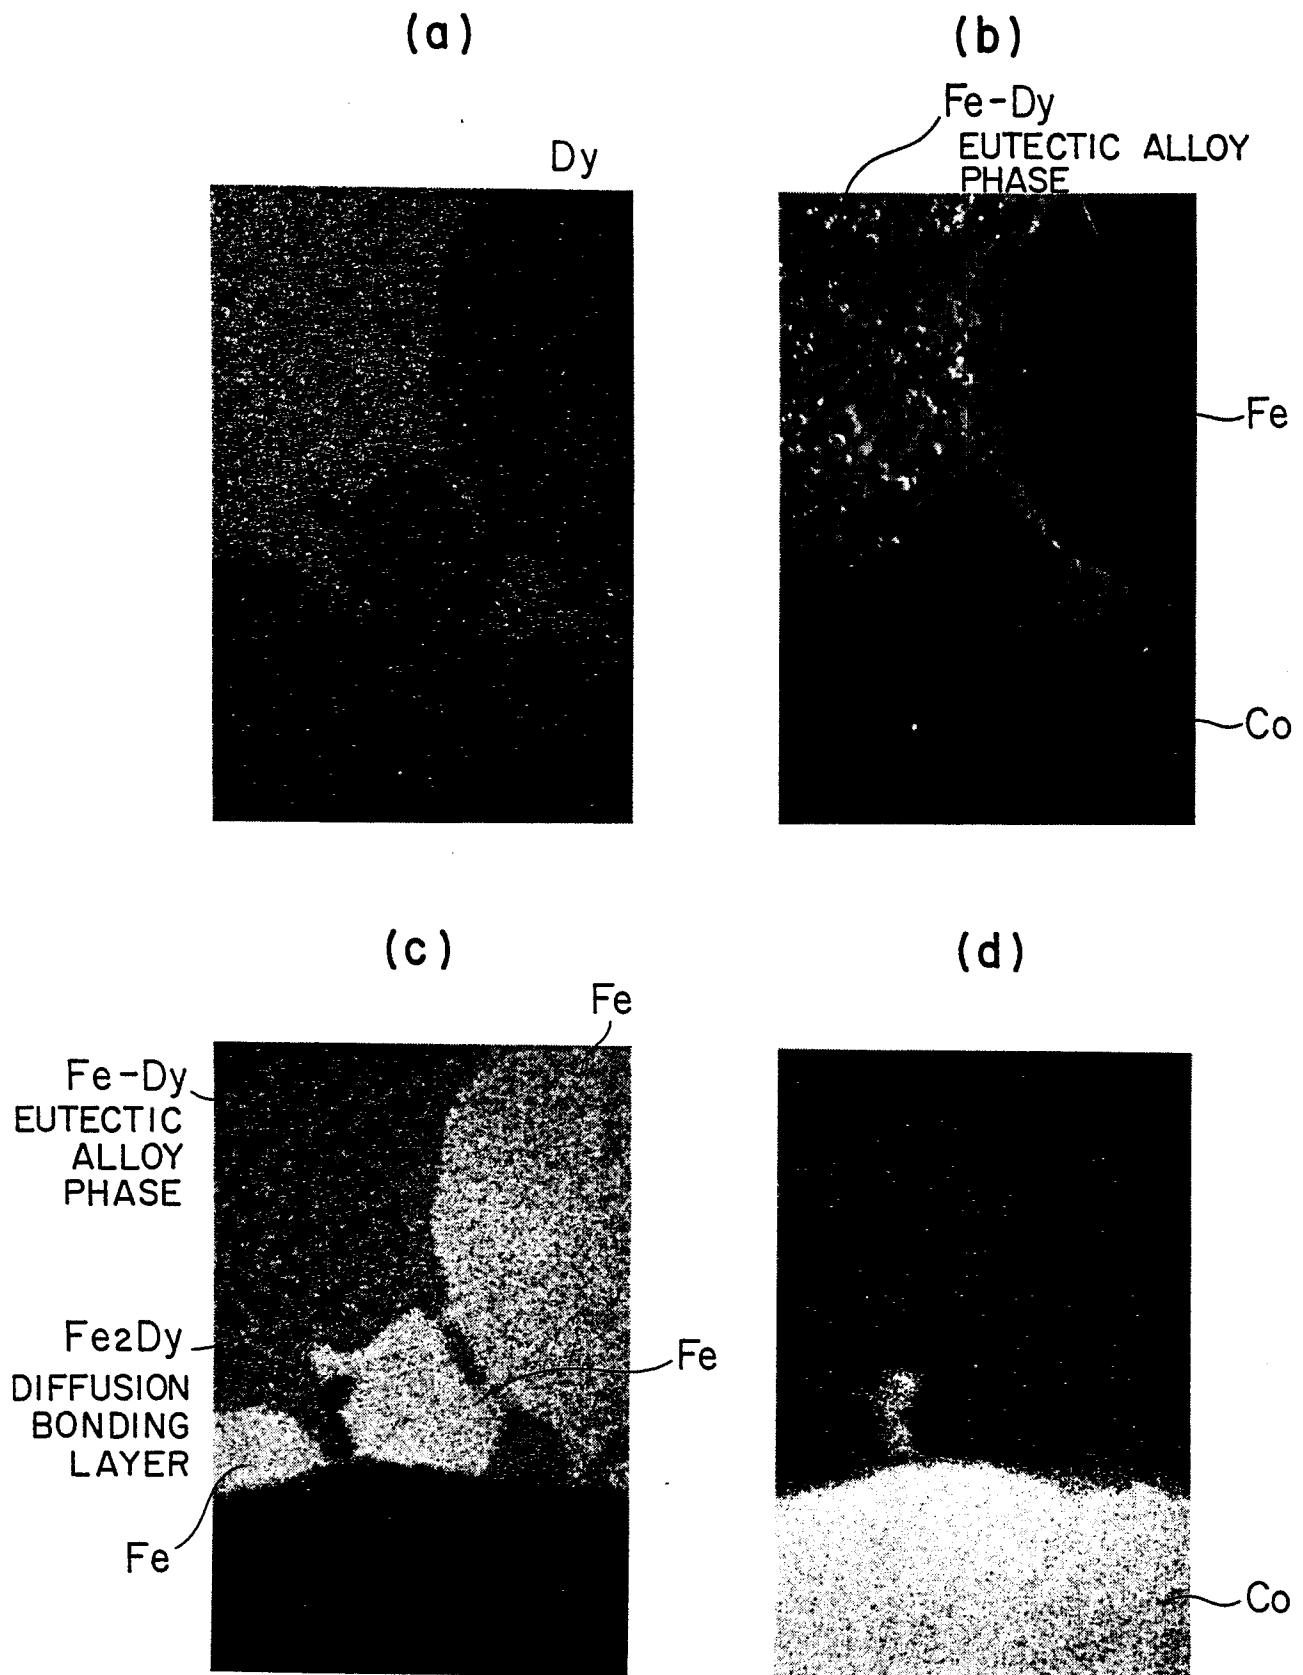 (a)
(b)
Dy
Fe-Dy
EUTECTIC ALLOY
PHASE
Fe
Co
(c)
(d)
Fe
Fe-Dy
EUTECTIC
ALLOY
PHASE
Fe2Dy
DIFFUSION
BONDING
LAYER
Fe
Fe
Co